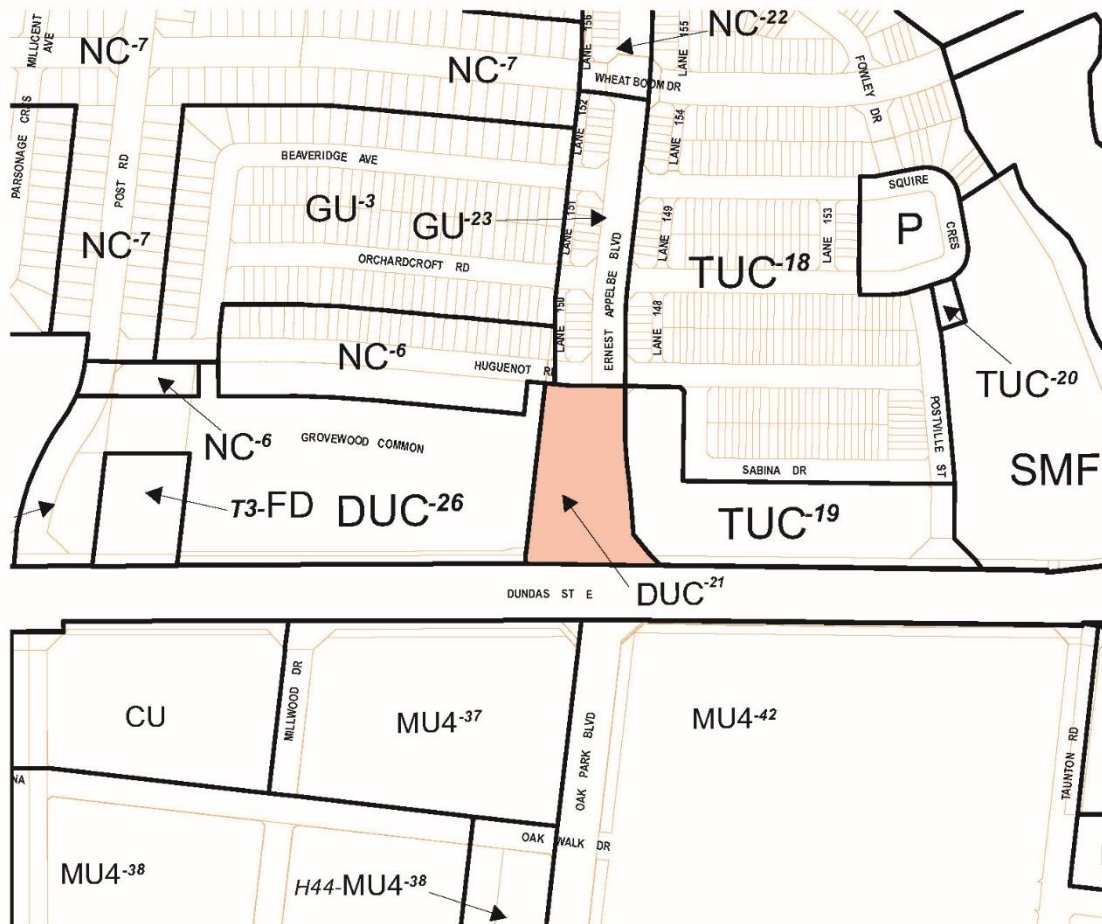 MILLICENT AVE
NC-7
NC-7
LANE 156
LANE 155
NC-22
WHEAT BOOM DR
FOWLEY DR
PARSONAGE CRES
POST RD
LANE 152
LANE 154
BEAVERIDGE AVE
SQUIRE
CRES
P
NC-7
GU-3
GU-23
LANE 151
LANE 149
LANE 153
ORCHARDCROFT RD
ERNEST APPELBE BLVD
TUC-18
LANE 150
LANE 148
NC-6
HUGUENOT R
TUC-20
POSTVILLE ST
NC-6
GROVEWOOD COMMON
SABINA DR
SMF
T3-FD
DUC-26
TUC-19
DUNDAS ST E
DUC-21
CU
MILLWOOD DR
MU4-37
OAK PARK BLVD
MU4-42
TAUNTON RD
NA
OAK WALK DR
MU4-38
H44-MU4-38